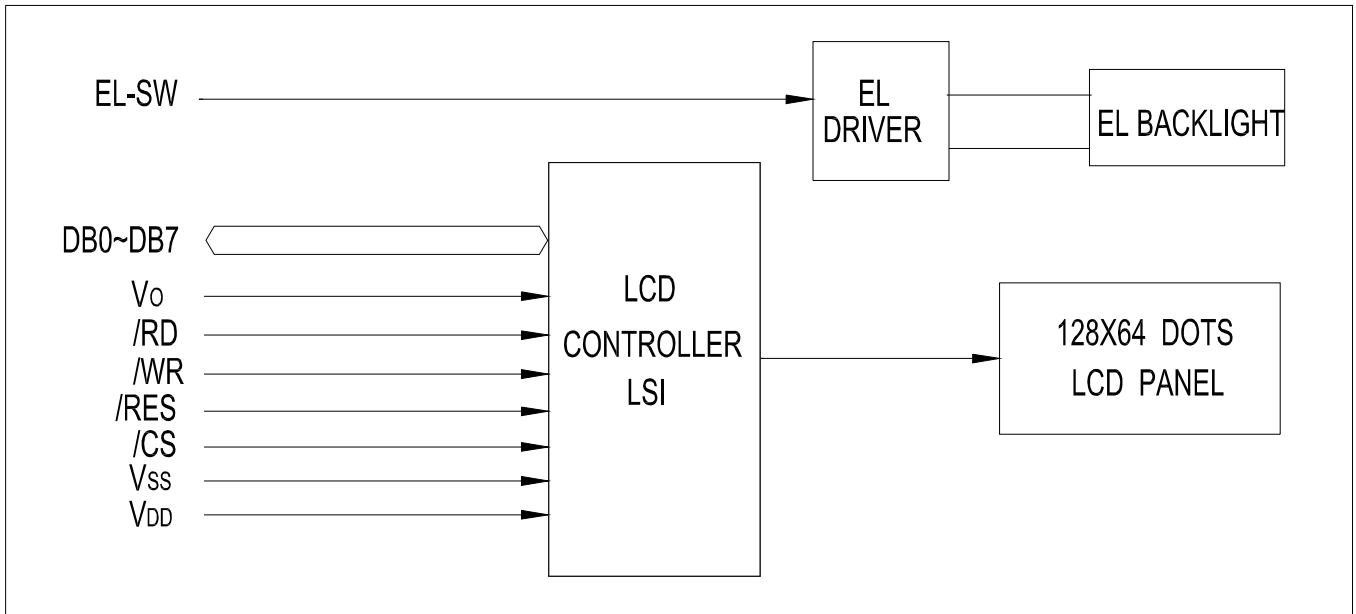 EL-SW
EL
DRIVER
EL BACKLIGHT
DB0~DB7
VO
/RD
/WR
/RES
/CS
VSS
VDD
LCD
CONTROLLER
LSI
128X64 DOTS
LCD PANEL